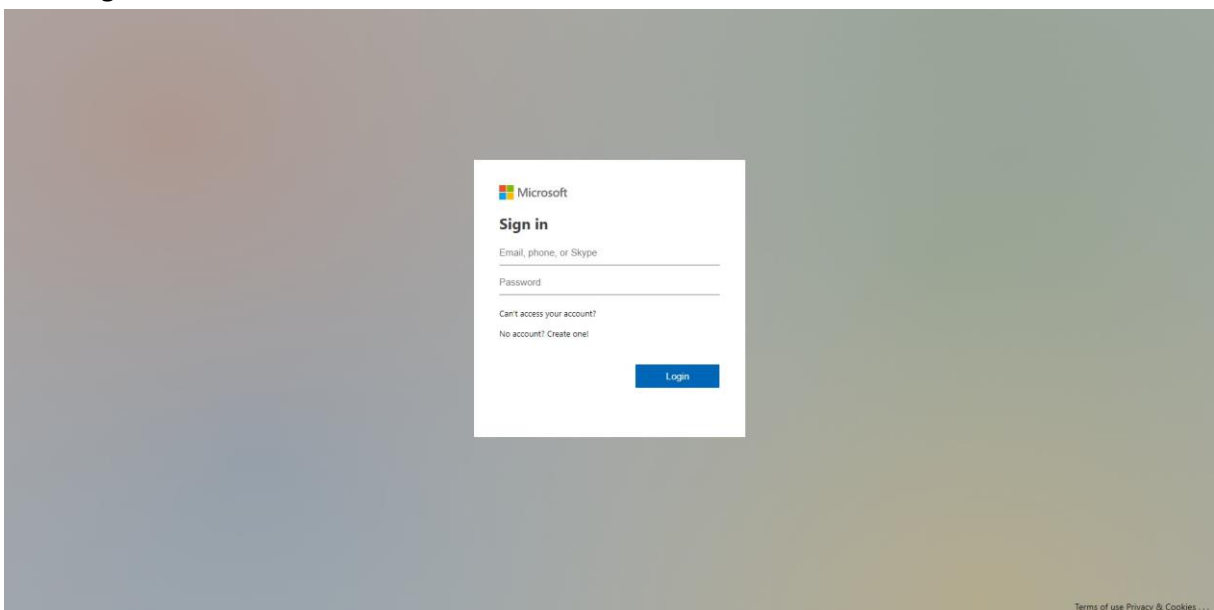 Microsoft
Sign in
Email, phone, or Skype
Password
Can't access your account?
No account? Create one!
Login
Terms of use Privacy & Cookies ...